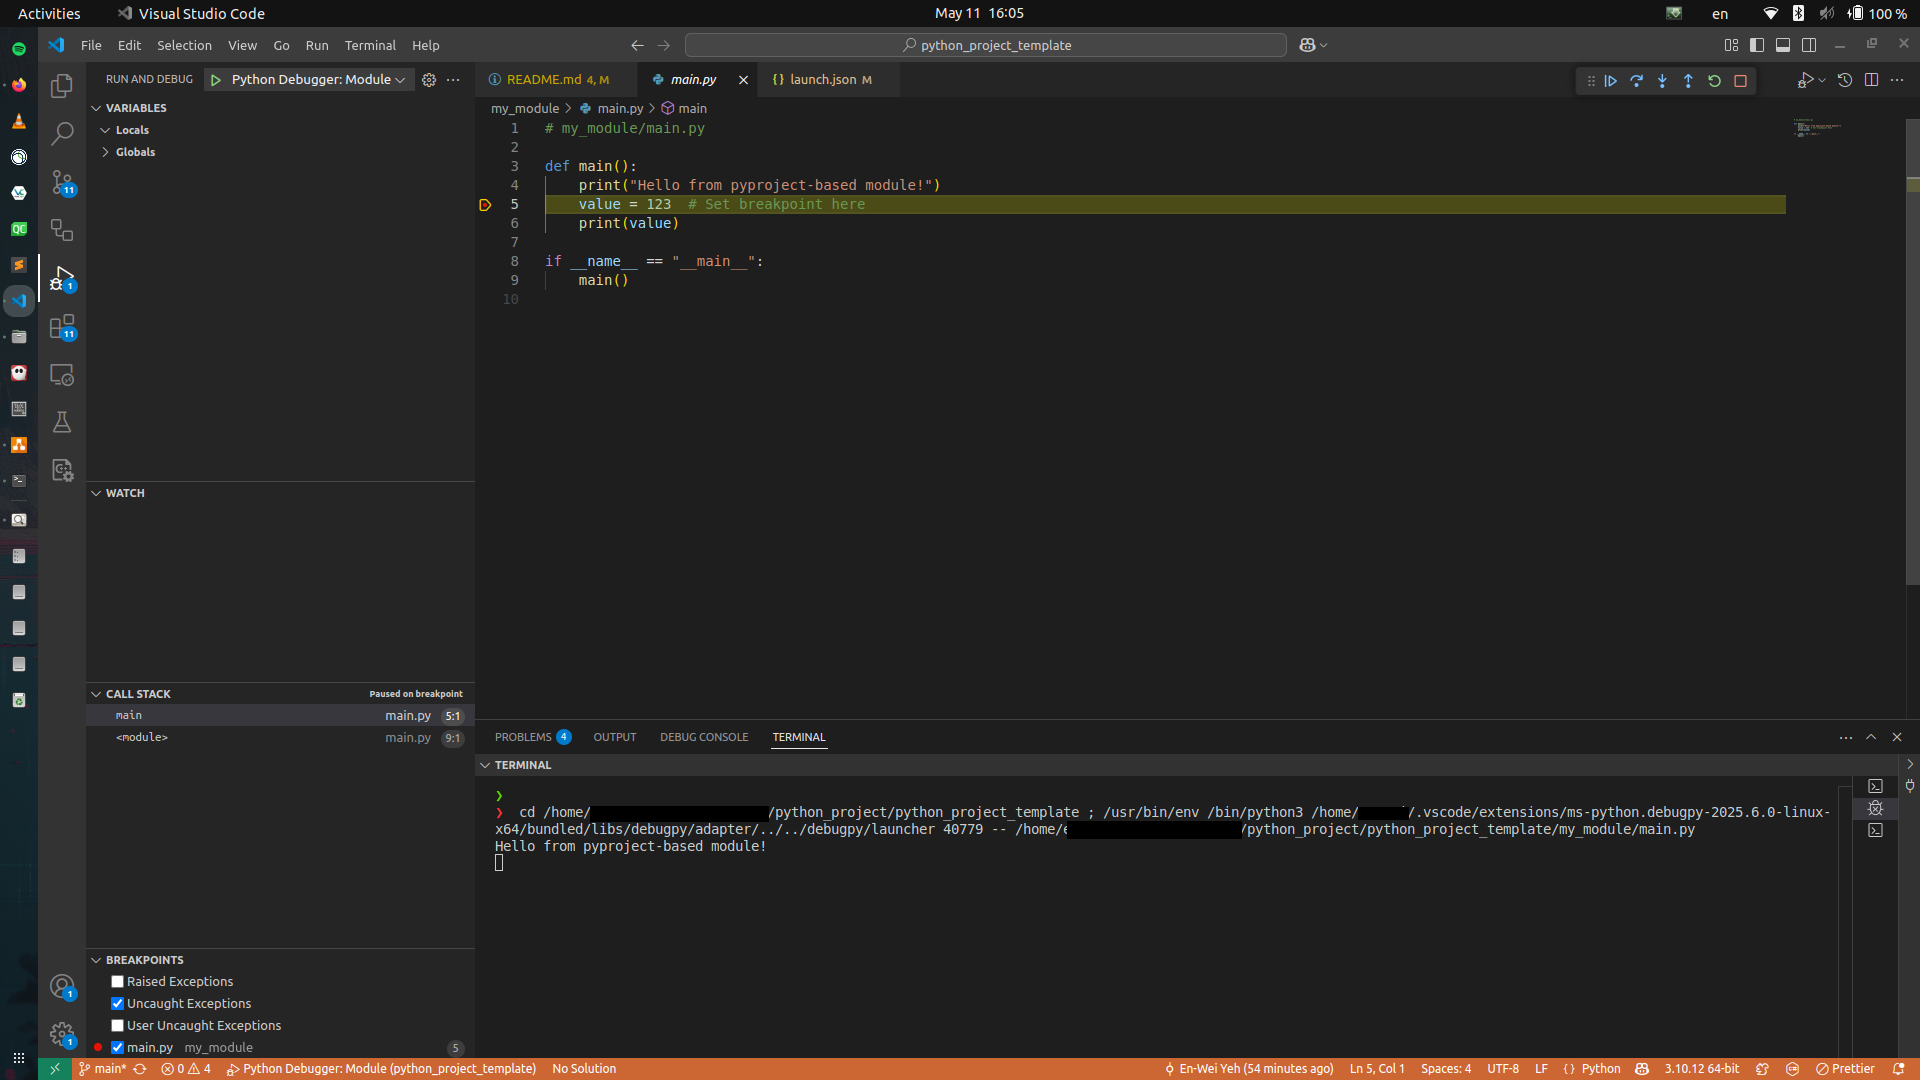 Activities
Visual Studio Code
May 11 16:05
en
100 %
File Edit Selection View Go Run Terminal Help
python_project_template
RUN AND DEBUG
Python Debugger: Module
README.md 4, M
main.py
launch.json M
VARIABLES
Locals
Globals
my_module > main.py > main
1 # my_module/main.py
2
3 def main():
4 print("Hello from pyproject-based module!")
5 value = 123 # Set breakpoint here
6 print(value)
7
8 if __name__ == "__main__":
9 main()
10
11
1
11
WATCH
CALL STACK
Paused on breakpoint
main main.py 5:1
<module> main.py 9:1
BREAKPOINTS
Raised Exceptions
Uncaught Exceptions
User Uncaught Exceptions
main.py my_module 5
1
1
PROBLEMS 4 OUTPUT DEBUG CONSOLE TERMINAL
TERMINAL
cd /home/ /python_project/python_project_template ; /usr/bin/env /bin/python3 /home/ /.vscode/extensions/ms-python.debugpy-2025.6.0-linux-
x64/bundled/libs/debugpy/adapter/../../debugpy/launcher 40779 -- /home/ /python_project/python_project_template/my_module/main.py
Hello from pyproject-based module!
main* 0 4 Python Debugger: Module (python_project_template) No Solution
En-Wei Yeh (54 minutes ago) Ln 5, Col 1 Spaces: 4 UTF-8 LF {} Python 3.10.12 64-bit Prettier